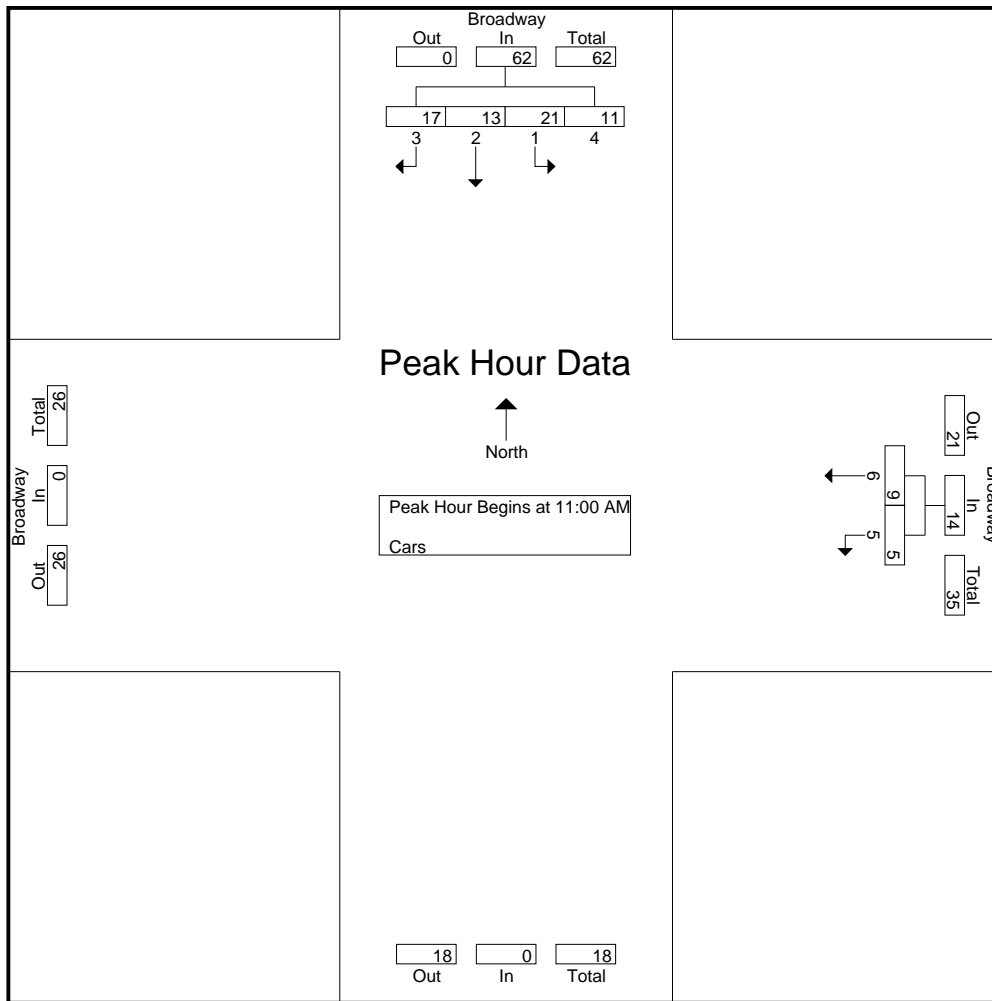 Broadway
Out In Total
0 62 62
17 13 21 11
3 2 1 4
Peak Hour Data
North
Peak Hour Begins at 11:00 AM
Cars
Broadway
Out In Total
26 0 26
Broadway
Out In Total
21 14 35
9 5
6 5
18 0 18
Out In Total